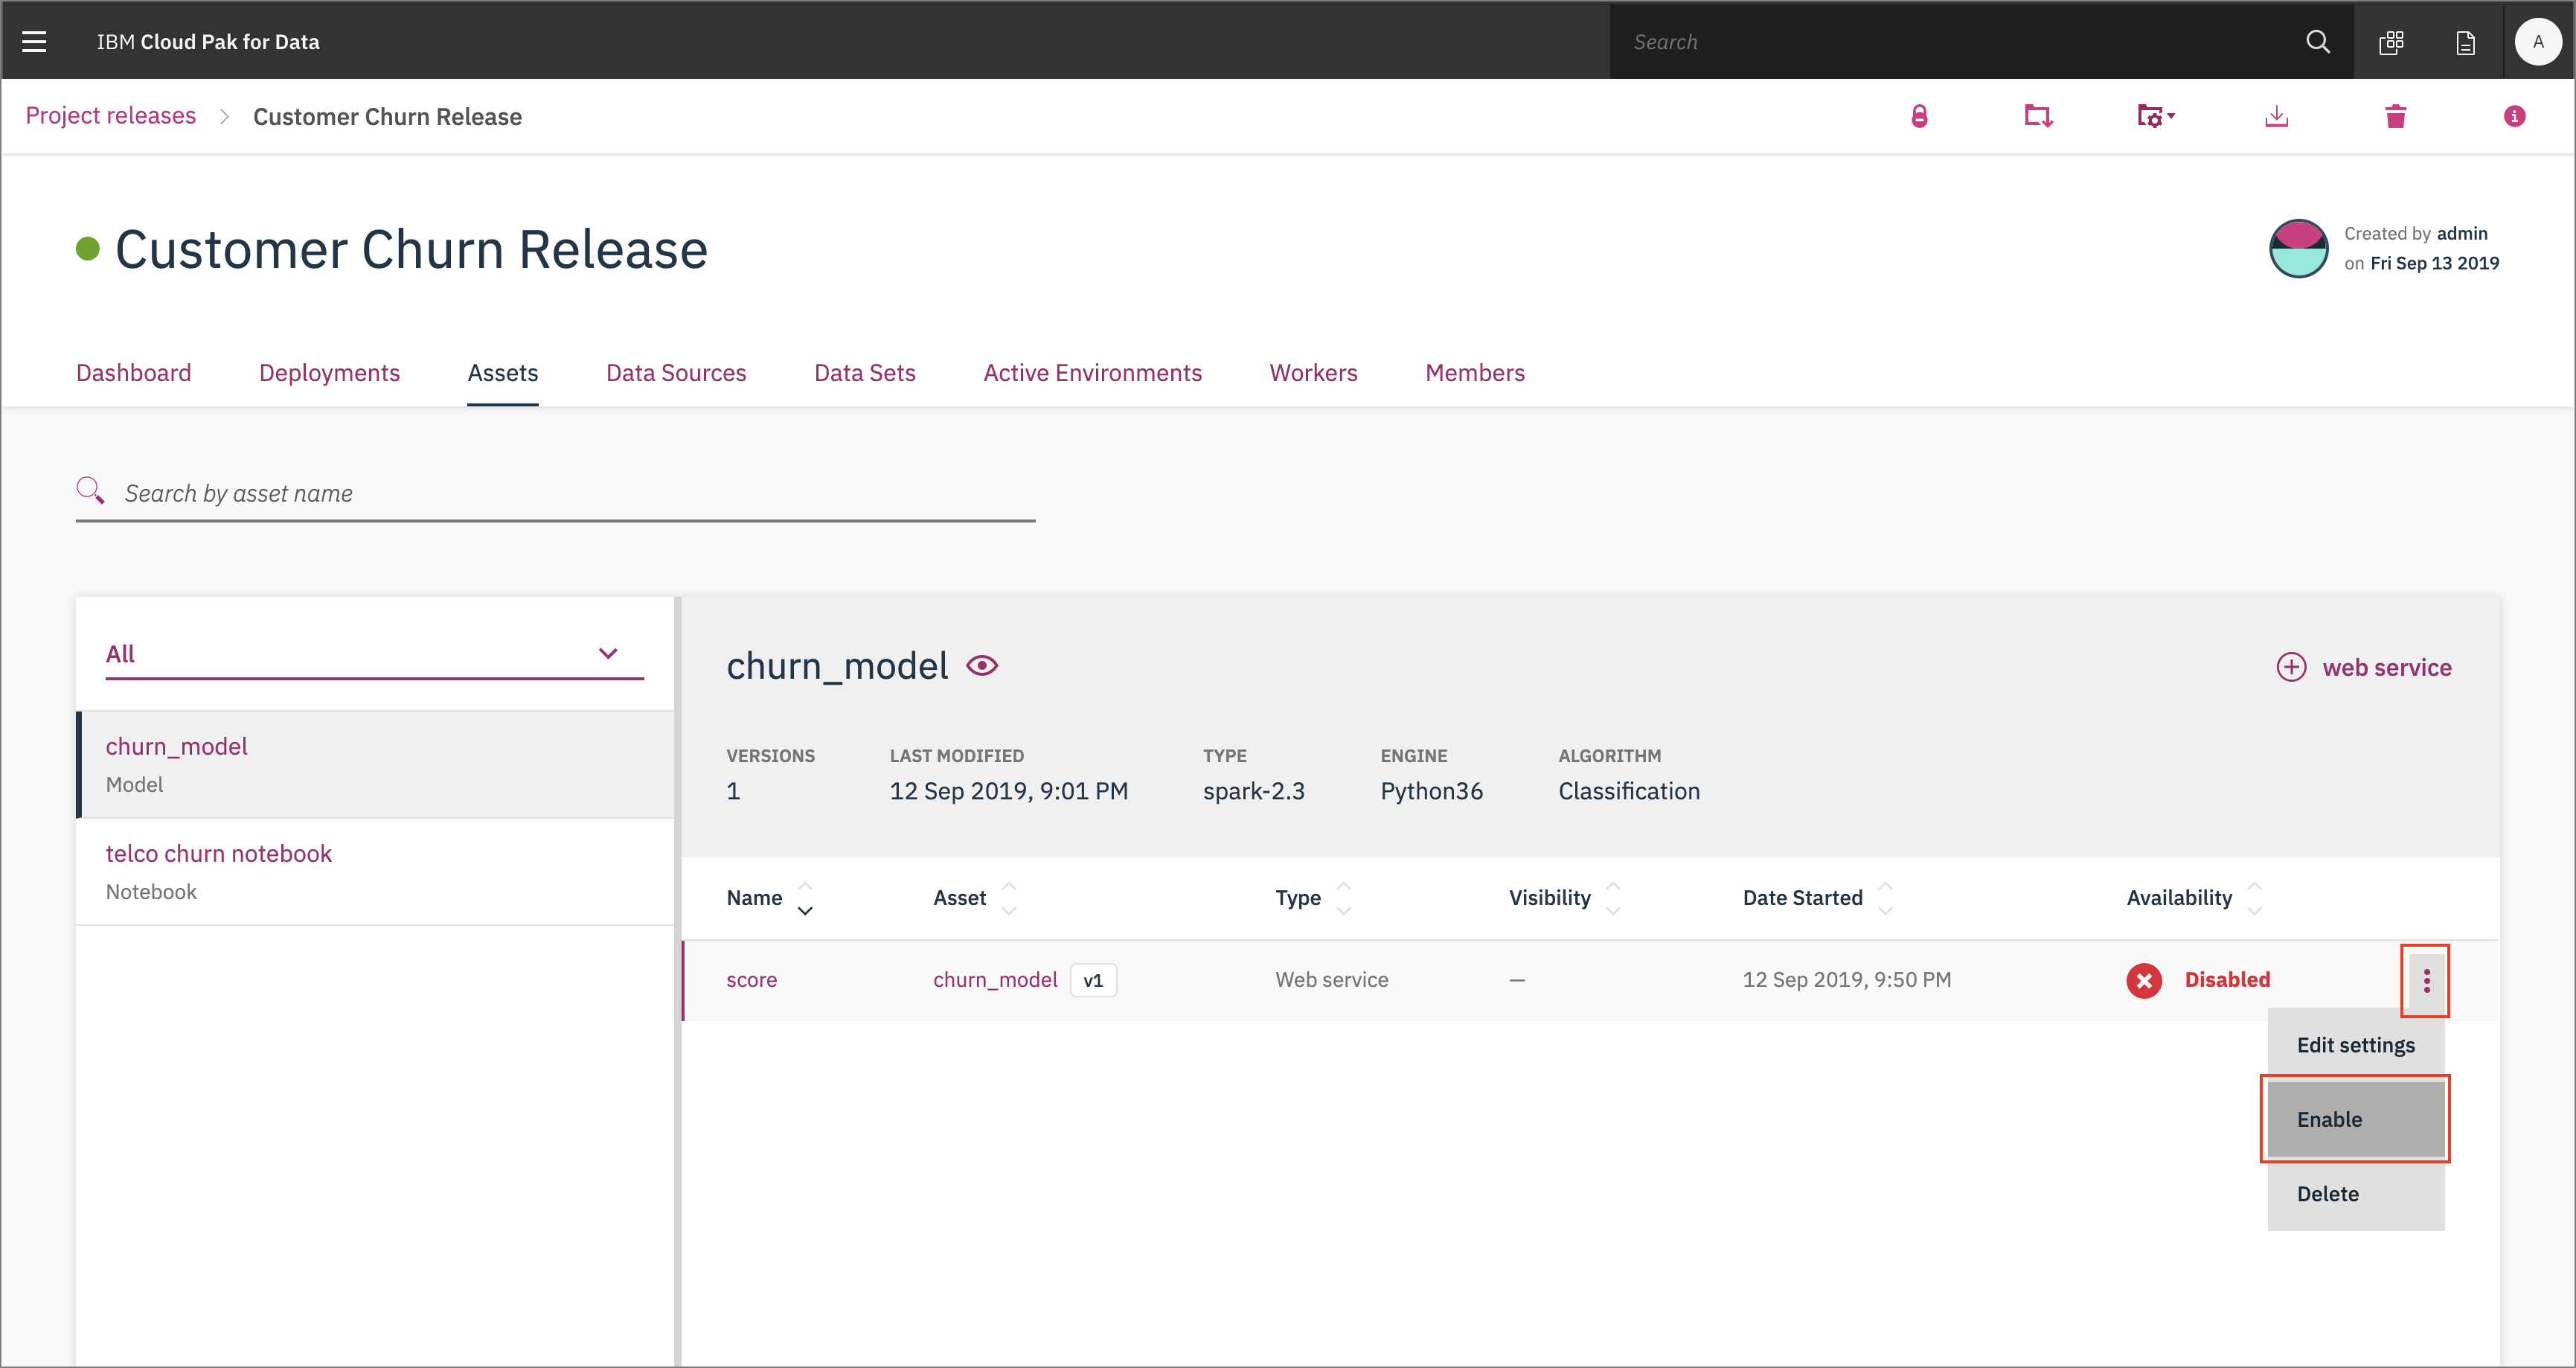 IBM Cloud Pak for Data
Search
A
Project releases
Customer Churn Release
Customer Churn Release
Created by admin
on Fri Sep 13 2019
Dashboard
Deployments
Assets
Data Sources
Data Sets
Active Environments
Workers
Members
Search by asset name
All
churn_model
Model
telco churn notebook
Notebook
churn_model
web service
VERSIONS
1
LAST MODIFIED
12 Sep 2019, 9:01 PM
TYPE
spark-2.3
ENGINE
Python36
ALGORITHM
Classification
Name
Asset
Type
Visibility
Date Started
Availability
score
churn_model
v1
Web service
—
12 Sep 2019, 9:50 PM
Disabled
Edit settings
Enable
Delete